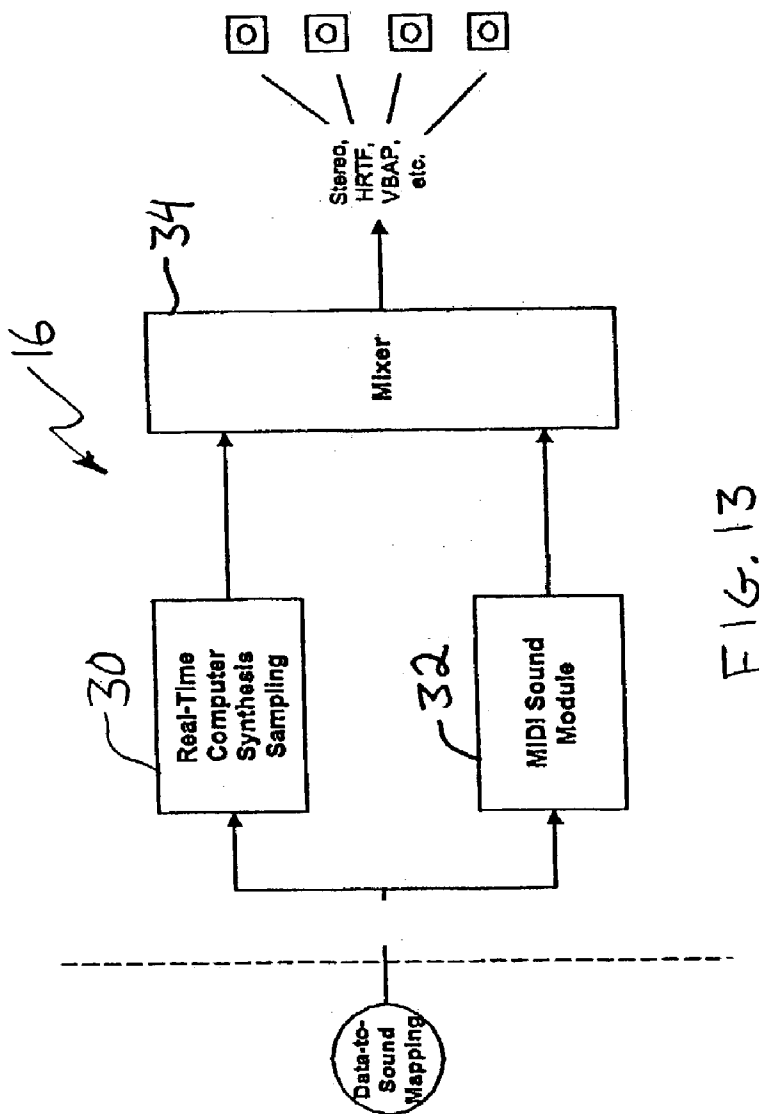 16
Data-to-
Sound
Mapping
30
Real-Time
Computer
Synthesis
Sampling
32
MIDI Sound
Module
34
Mixer
Stereo,
HRTF,
VBAP,
etc.
FIG. 13